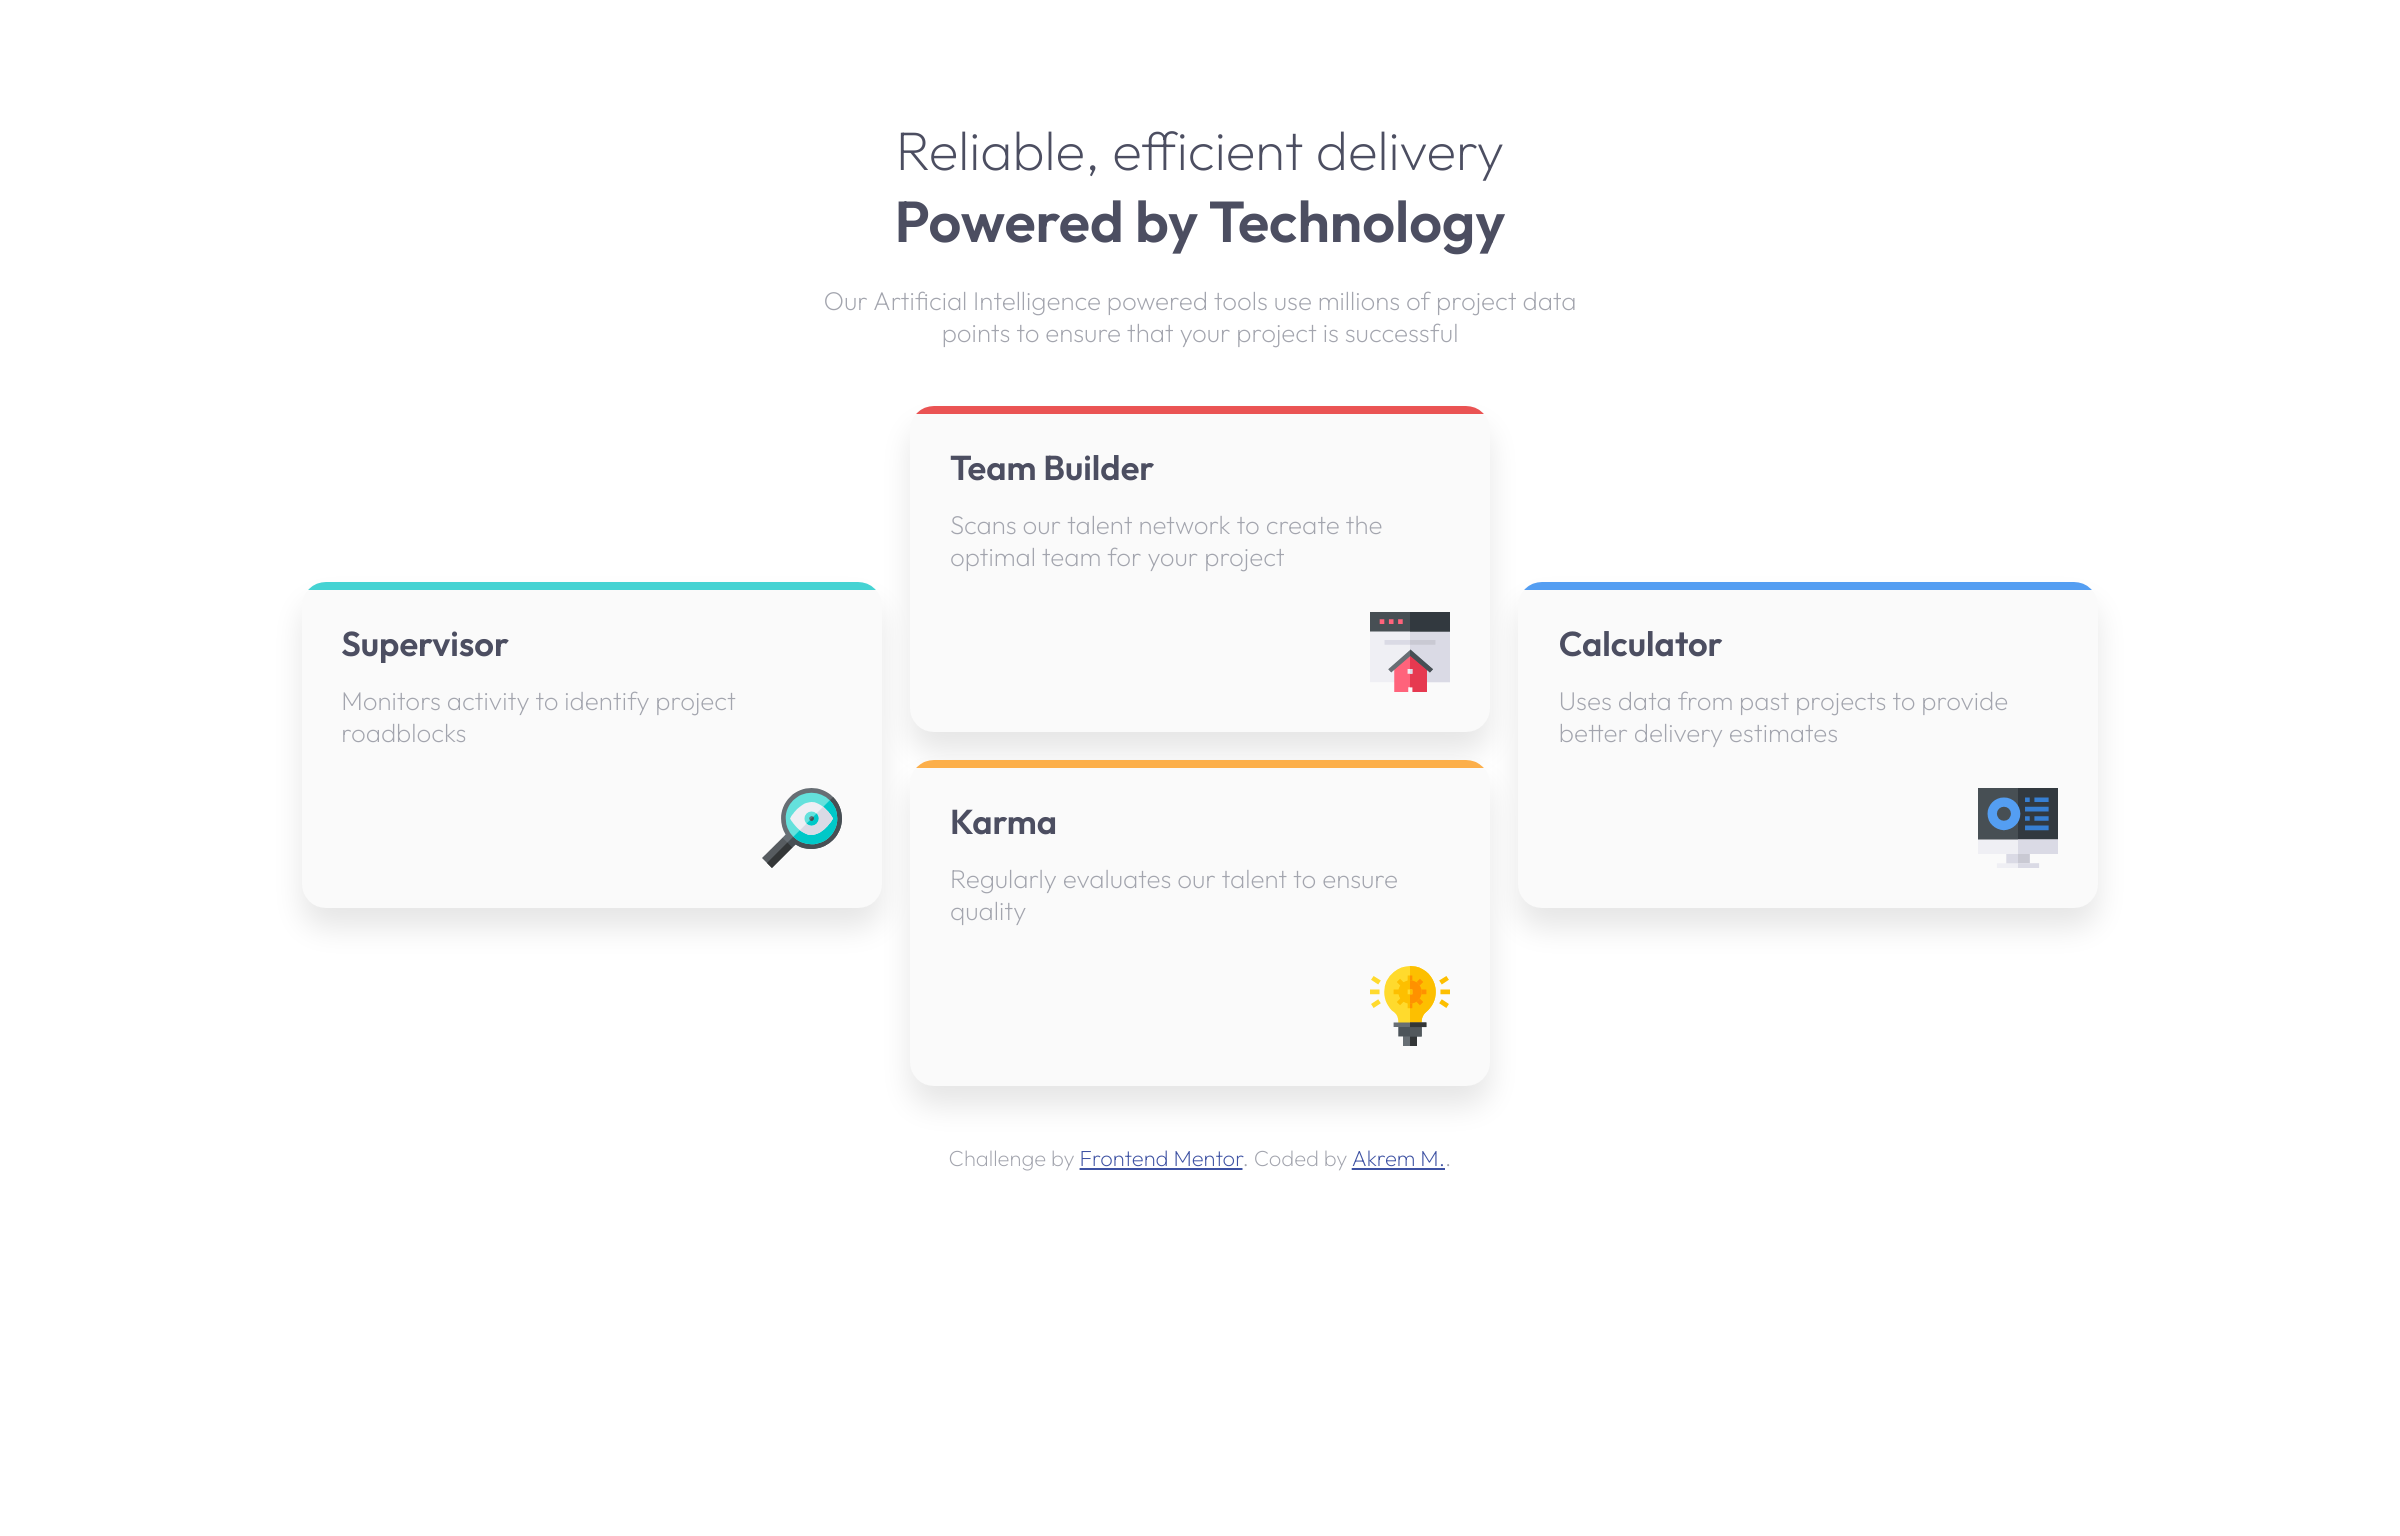 Reliable, efficient delivery
Powered by Technology
Our Artificial Intelligence powered tools use millions of project data
points to ensure that your project is successful
Supervisor
Monitors activity to identify project
roadblocks
Team Builder
Scans our talent network to create the
optimal team for your project
Karma
Regularly evaluates our talent to ensure
quality
Calculator
Uses data from past projects to provide
better delivery estimates
Challenge by Frontend Mentor. Coded by Akrem M..